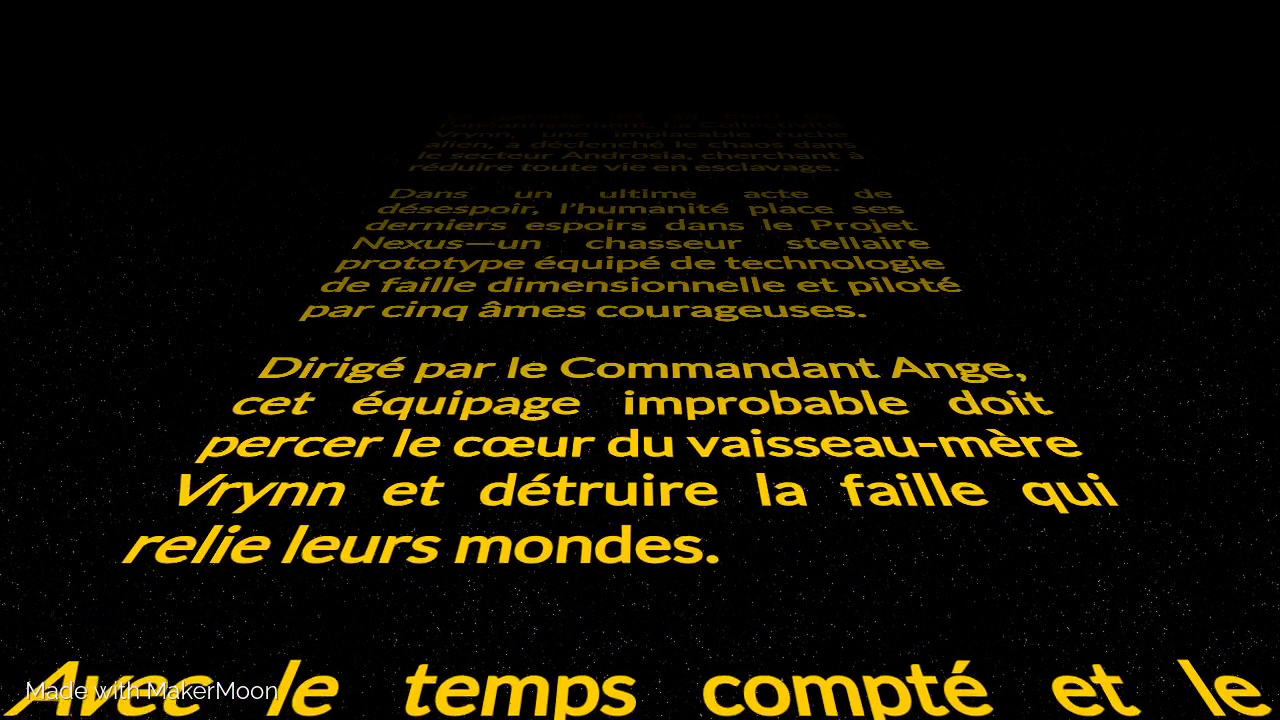 l'anéantissement. La Collectivité
Vrynn, une implacable ruche
alien, a déclenché le chaos dans
le secteur Androsia, cherchant à
réduire toute vie en esclavage.
Dans un ultime acte de
désespoir, l'humanité place ses
derniers espoirs dans le Projet
Nexus—un chasseur stellaire
prototype équipé de technologie
de faille dimensionnelle et piloté
par cinq âmes courageuses.
Dirigé par le Commandant Ange,
cet équipage improbable doit
percer le cœur du vaisseau-mère
Vrynn et détruire la faille qui
relie leurs mondes.
Avec le temps compté et le
Made with MakerMoon